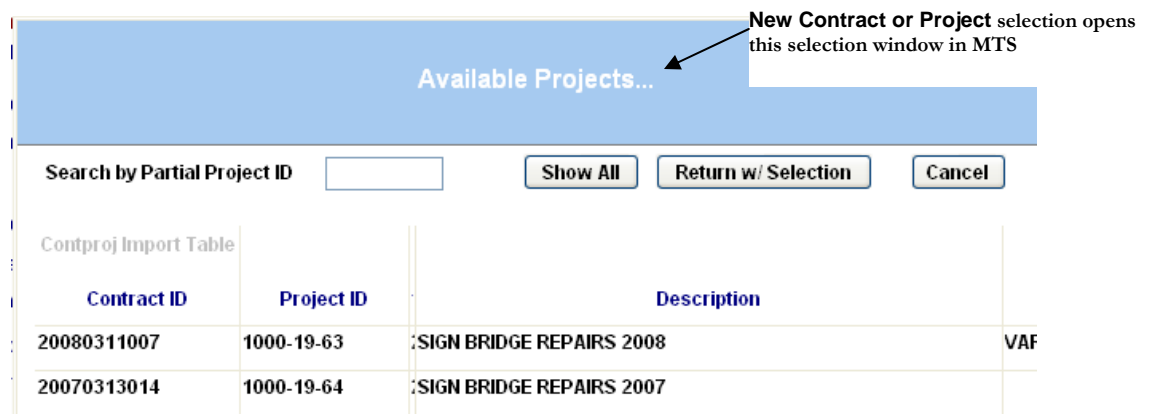 New Contract or Project selection opens
this selection window in MTS
Available Projects...
Search by Partial Project ID Show All Return w/ Selection Cancel
Contproj Import Table
Contract ID Project ID Description
20080311007 1000-19-63 SIGN BRIDGE REPAIRS 2008
20070313014 1000-19-64 SIGN BRIDGE REPAIRS 2007